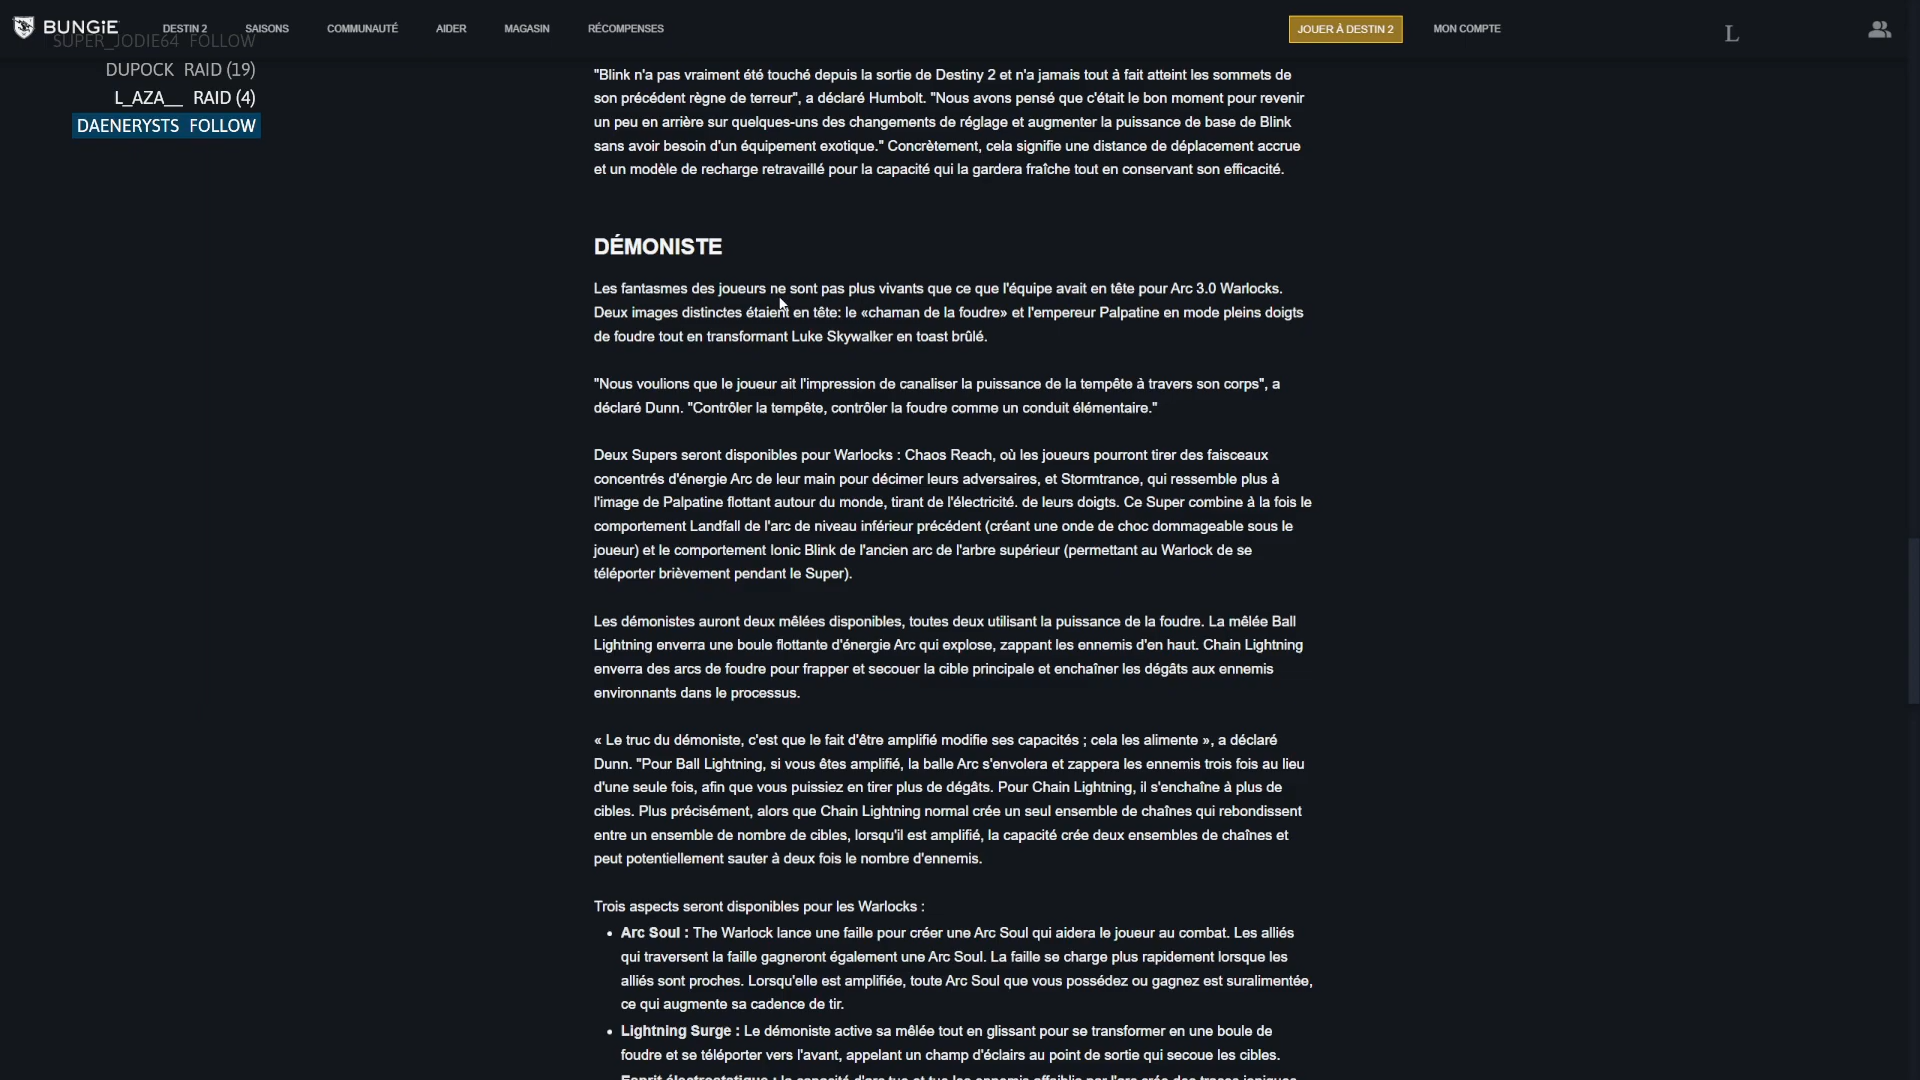 BUNGiE
DESTIN 2
SAISONS
COMMUNAUTÉ
AIDER
MAGASIN
RÉCOMPENSES
JOUER À DESTIN 2
MON COMPTE
L
SUPER_JODIE64 FOLLOW
DUPOCK RAID (19)
L_AZA__ RAID (4)
DAENERYSTS FOLLOW
"Blink n'a pas vraiment été touché depuis la sortie de Destiny 2 et n'a jamais tout à fait atteint les sommets de
son précédent règne de terreur", a déclaré Humbolt. "Nous avons pensé que c'était le bon moment pour revenir
un peu en arrière sur quelques-uns des changements de réglage et augmenter la puissance de base de Blink
sans avoir besoin d'un équipement exotique." Concrètement, cela signifie une distance de déplacement accrue
et un modèle de recharge retravaillé pour la capacité qui la gardera fraîche tout en conservant son efficacité.
DÉMONISTE
Les fantasmes des joueurs ne sont pas plus vivants que ce que l'équipe avait en tête pour Arc 3.0 Warlocks.
Deux images distinctes étaient en tête: le «chaman de la foudre» et l'empereur Palpatine en mode pleins doigts
de foudre tout en transformant Luke Skywalker en toast brûlé.
"Nous voulions que le joueur ait l'impression de canaliser la puissance de la tempête à travers son corps", a
déclaré Dunn. "Contrôler la tempête, contrôler la foudre comme un conduit élémentaire."
Deux Supers seront disponibles pour Warlocks : Chaos Reach, où les joueurs pourront tirer des faisceaux
concentrés d'énergie Arc de leur main pour décimer leurs adversaires, et Stormtrance, qui ressemble plus à
l'image de Palpatine flottant autour du monde, tirant de l'électricité. de leurs doigts. Ce Super combine à la fois le
comportement Landfall de l'arc de niveau inférieur précédent (créant une onde de choc dommageable sous le
joueur) et le comportement Ionic Blink de l'ancien arc de l'arbre supérieur (permettant au Warlock de se
téléporter brièvement pendant le Super).
Les démonistes auront deux mêlées disponibles, toutes deux utilisant la puissance de la foudre. La mêlée Ball
Lightning enverra une boule flottante d'énergie Arc qui explose, zappant les ennemis d'en haut. Chain Lightning
enverra des arcs de foudre pour frapper et secouer la cible principale et enchaîner les dégâts aux ennemis
environnants dans le processus.
« Le truc du démoniste, c'est que le fait d'être amplifié modifie ses capacités ; cela les alimente », a déclaré
Dunn. "Pour Ball Lightning, si vous êtes amplifié, la balle Arc s'envolera et zappera les ennemis trois fois au lieu
d'une seule fois, afin que vous puissiez en tirer plus de dégâts. Pour Chain Lightning, il s'enchaîne à plus de
cibles. Plus précisément, alors que Chain Lightning normal crée un seul ensemble de chaînes qui rebondissent
entre un ensemble de nombre de cibles, lorsqu'il est amplifié, la capacité crée deux ensembles de chaînes et
peut potentiellement sauter à deux fois le nombre d'ennemis.
Trois aspects seront disponibles pour les Warlocks :
• Arc Soul : The Warlock lance une faille pour créer une Arc Soul qui aidera le joueur au combat. Les alliés
qui traversent la faille gagneront également une Arc Soul. La faille se charge plus rapidement lorsque les
alliés sont proches. Lorsqu'elle est amplifiée, toute Arc Soul que vous possédez ou gagnez est suralimentée,
ce qui augmente sa cadence de tir.
• Lightning Surge : Le démoniste active sa mêlée tout en glissant pour se transformer en une boule de
foudre et se téléporter vers l'avant, appelant un champ d'éclairs au point de sortie qui secoue les cibles.